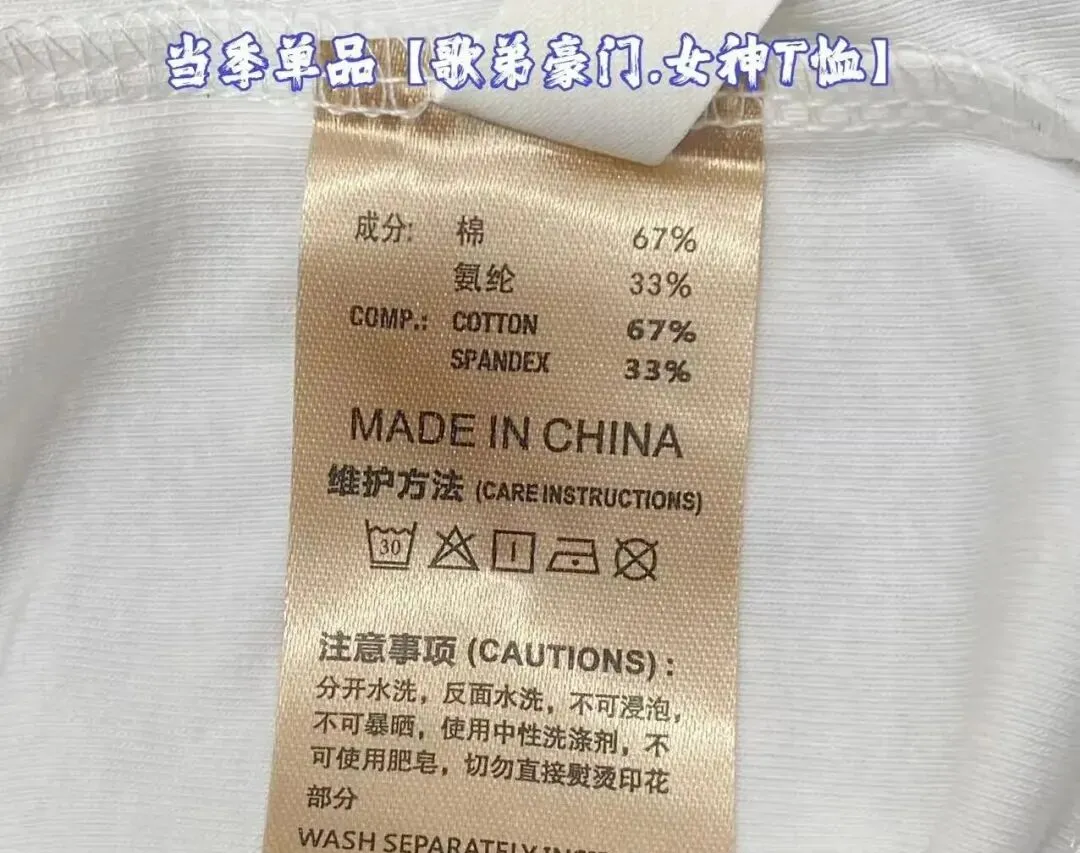 当季单品【歌弟豪门.女神T恤】
成分: 棉 67%
氨纶 33%
COMP.: COTTON 67%
SPANDEX 33%
MADE IN CHINA
维护方法 (CARE INSTRUCTIONS)
30
注意事项 (CAUTIONS) :
分开水洗，反面水洗，不可浸泡，
不可暴晒，使用中性洗涤剂，不
可使用肥皂，切勿直接熨烫印花
部分
WASH SEPARATELY